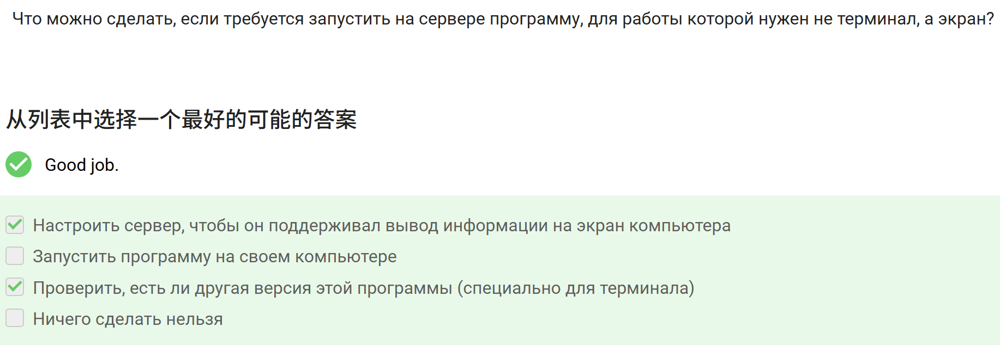 Что можно сделать, если требуется запустить на сервере программу, для работы которой нужен не терминал, а экран?
从列表中选择一个最好的可能的答案
Good job.
Настроить сервер, чтобы он поддерживал вывод информации на экран компьютера
Запустить программу на своем компьютере
Проверить, есть ли другая версия этой программы (специально для терминала)
Ничего сделать нельзя